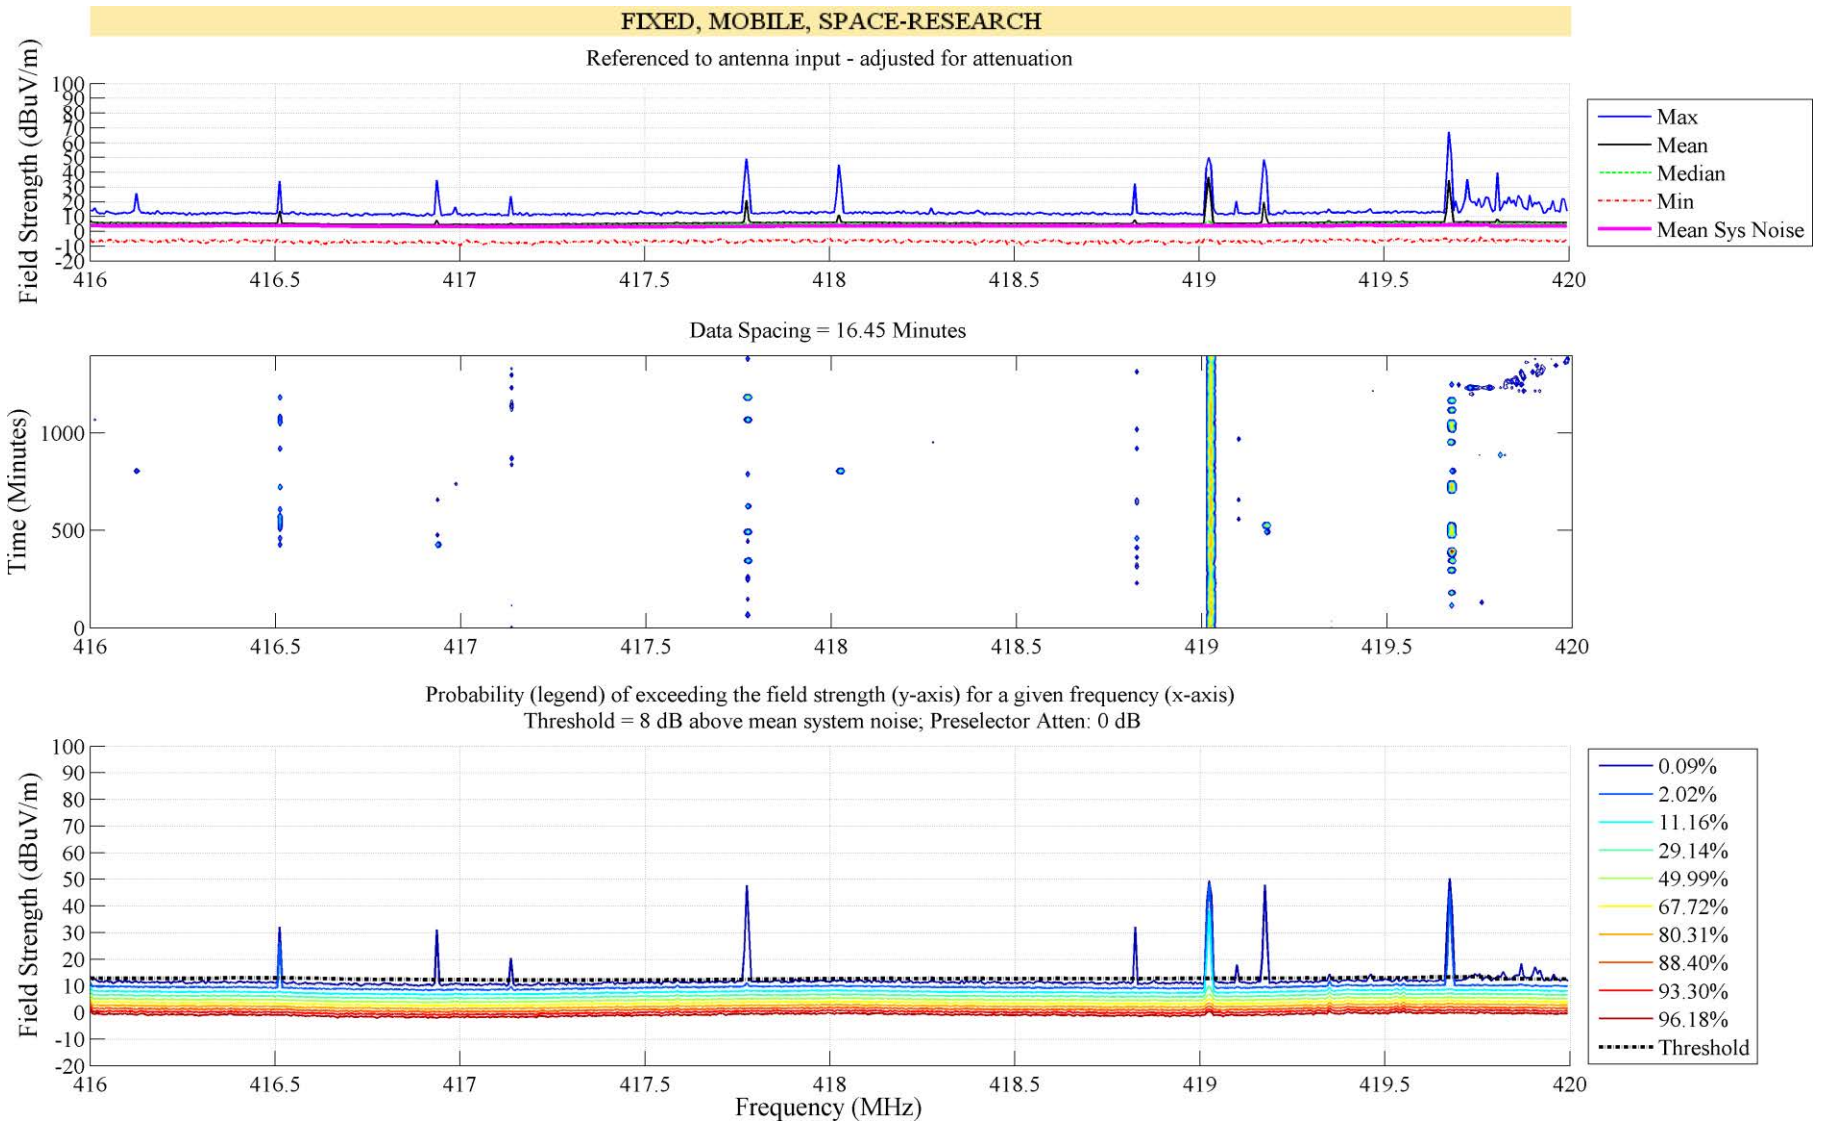 FIXED, MOBILE, SPACE-RESEARCH
Referenced to antenna input - adjusted for attenuation
Field Strength (dBuV/m)
100
90
80
70
60
50
40
30
20
10
0
-10
-20
416 416.5 417 417.5 418 418.5 419 419.5 420
Max
Mean
Median
Min
Mean Sys Noise
Data Spacing = 16.45 Minutes
Time (Minutes)
1000
500
0
416 416.5 417 417.5 418 418.5 419 419.5 420
Probability (legend) of exceeding the field strength (y-axis) for a given frequency (x-axis)
Threshold = 8 dB above mean system noise; Preselector Atten: 0 dB
Field Strength (dBuV/m)
100
90
80
70
60
50
40
30
20
10
0
-10
-20
416 416.5 417 417.5 418 418.5 419 419.5 420
Frequency (MHz)
0.09%
2.02%
11.16%
29.14%
49.99%
67.72%
80.31%
88.40%
93.30%
96.18%
Threshold